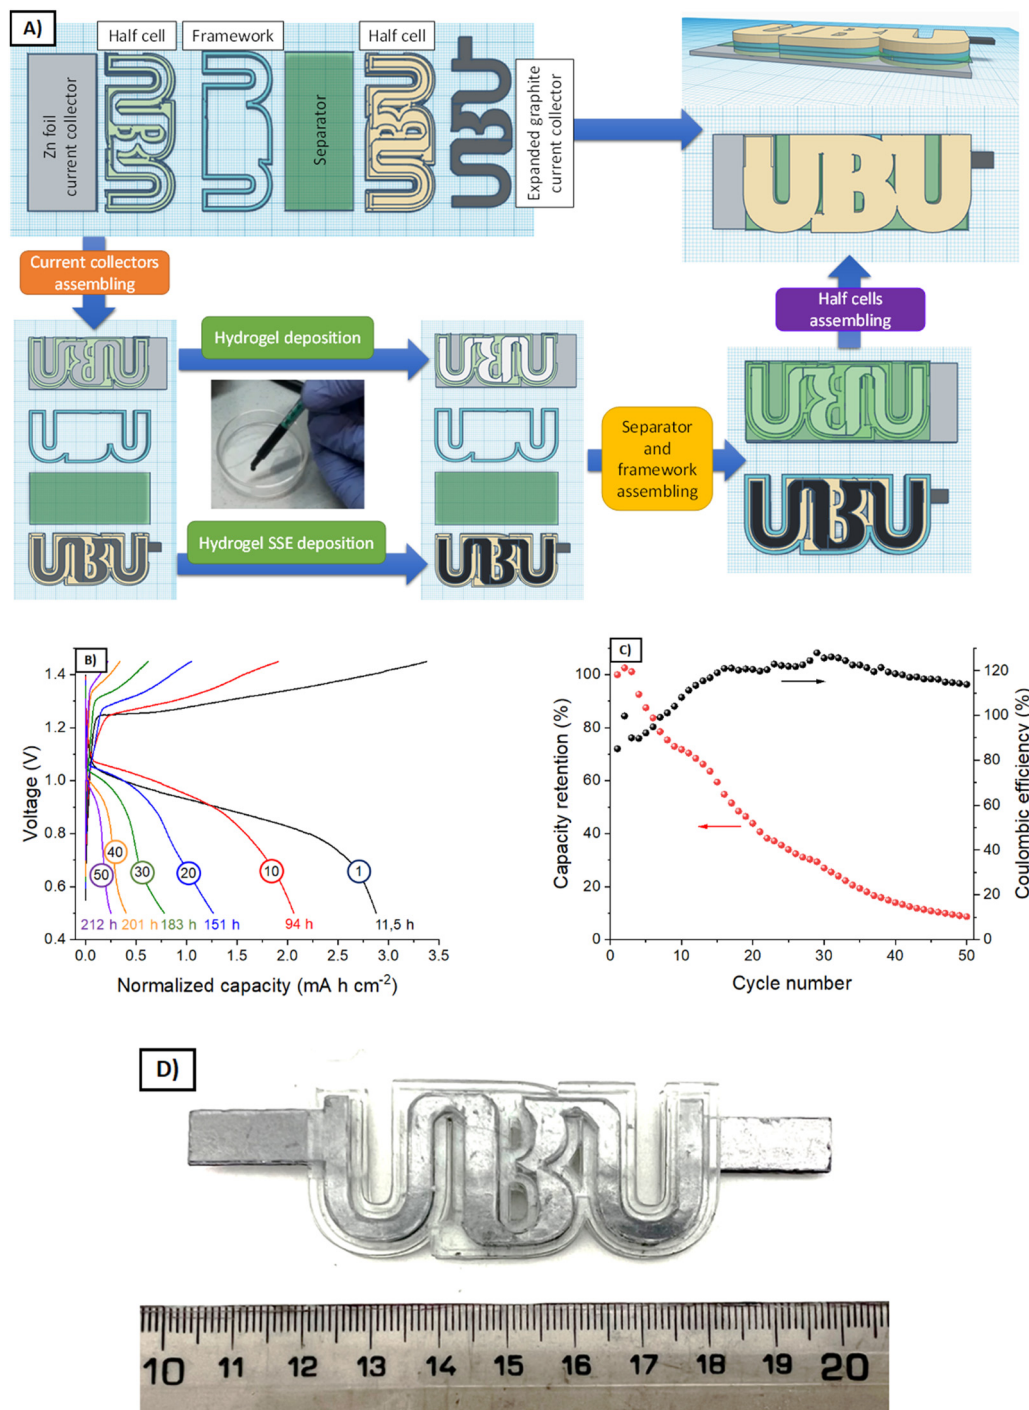 A)
Half cell
Framework
Half cell
Zn foil
current collector
Separator
Expanded graphite
current collector
UBU
Current collectors
assembling
Hydrogel deposition
Hydrogel SSE deposition
Separator
and
framework
assembling
Half cells
assembling
B)
1.4
1.2
1.0
0.8
0.6
0.4
Voltage (V)
50
40
30
20
10
1
212 h
201 h
183 h
151 h
94 h
11,5 h
0.0 0.5 1.0 1.5 2.0 2.5 3.0 3.5
Normalized capacity (mA h cm⁻²)
C)
100
80
60
40
20
0
Capacity retention (%)
120
100
80
60
40
20
0
Coulombic efficiency (%)
0 10 20 30 40 50
Cycle number
D)
UBU
10 11 12 13 14 15 16 17 18 19 20